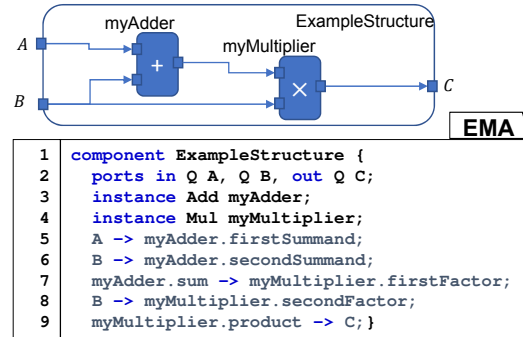 myAdder
ExampleStructure
A
myMultiplier
+
B
×
C
EMA
1 component ExampleStructure {
2 ports in Q A, Q B, out Q C;
3 instance Add myAdder;
4 instance Mul myMultiplier;
5 A –> myAdder.firstSummand;
6 B –> myAdder.secondSummand;
7 myAdder.sum –> myMultiplier.firstFactor;
8 B –> myMultiplier.secondFactor;
9 myMultiplier.product –> C;}